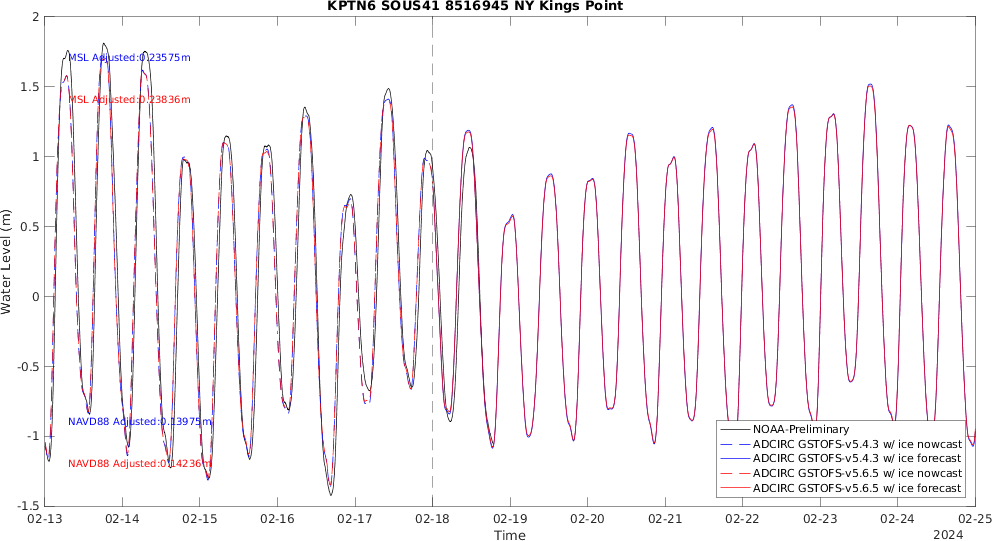 KPTN6 SOUS41 8516945 NY Kings Point
Water Level (m)
2
1.5
1
0.5
0
-0.5
-1
-1.5
MSL Adjusted:0.23575m
MSL Adjusted:0.23836m
NAVD88 Adjusted:0.13975m
NAVD88 Adjusted:0.14236m
NOAA-Preliminary
ADCIRC GSTOFS-v5.4.3 w/ ice nowcast
ADCIRC GSTOFS-v5.4.3 w/ ice forecast
ADCIRC GSTOFS-v5.6.5 w/ ice nowcast
ADCIRC GSTOFS-v5.6.5 w/ ice forecast
02-13 02-14 02-15 02-16 02-17 02-18 02-19 02-20 02-21 02-22 02-23 02-24 02-25
Time
2024